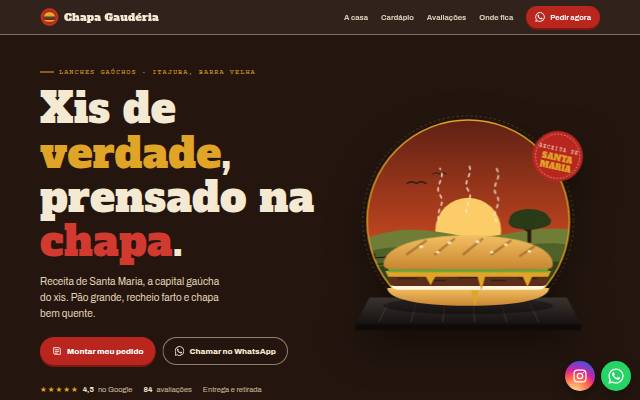 Chapa Gaudéria
A casa Cardápio Avaliações Onde fica Pedir agora
LANCHES GAÚCHOS · ITAJUBA, BARRA VELHA
Xis de
verdade,
prensado na
chapa.
RECEITA DE
SANTA
MARIA
Receita de Santa Maria, a capital gaúcha
do xis. Pão grande, recheio farto e chapa
bem quente.
Montar meu pedido Chamar no WhatsApp
★★★★★ 4,5 no Google 84 avaliações Entrega e retirada